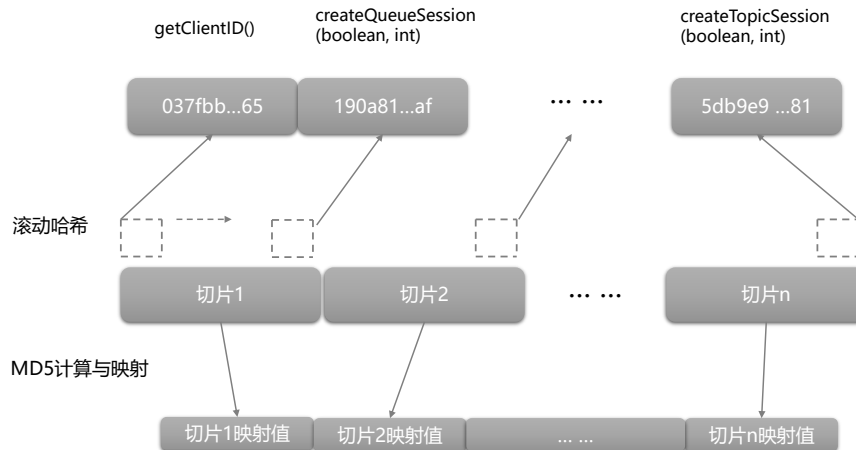 getClientID()
createQueueSession
(boolean, int)
createTopicSession
(boolean, int)
037fbb...65
190a81...af
... ...
5db9e9 ...81
滚动哈希
切片1
切片2
... ...
切片n
MD5计算与映射
切片1映射值
切片2映射值
... ...
切片n映射值